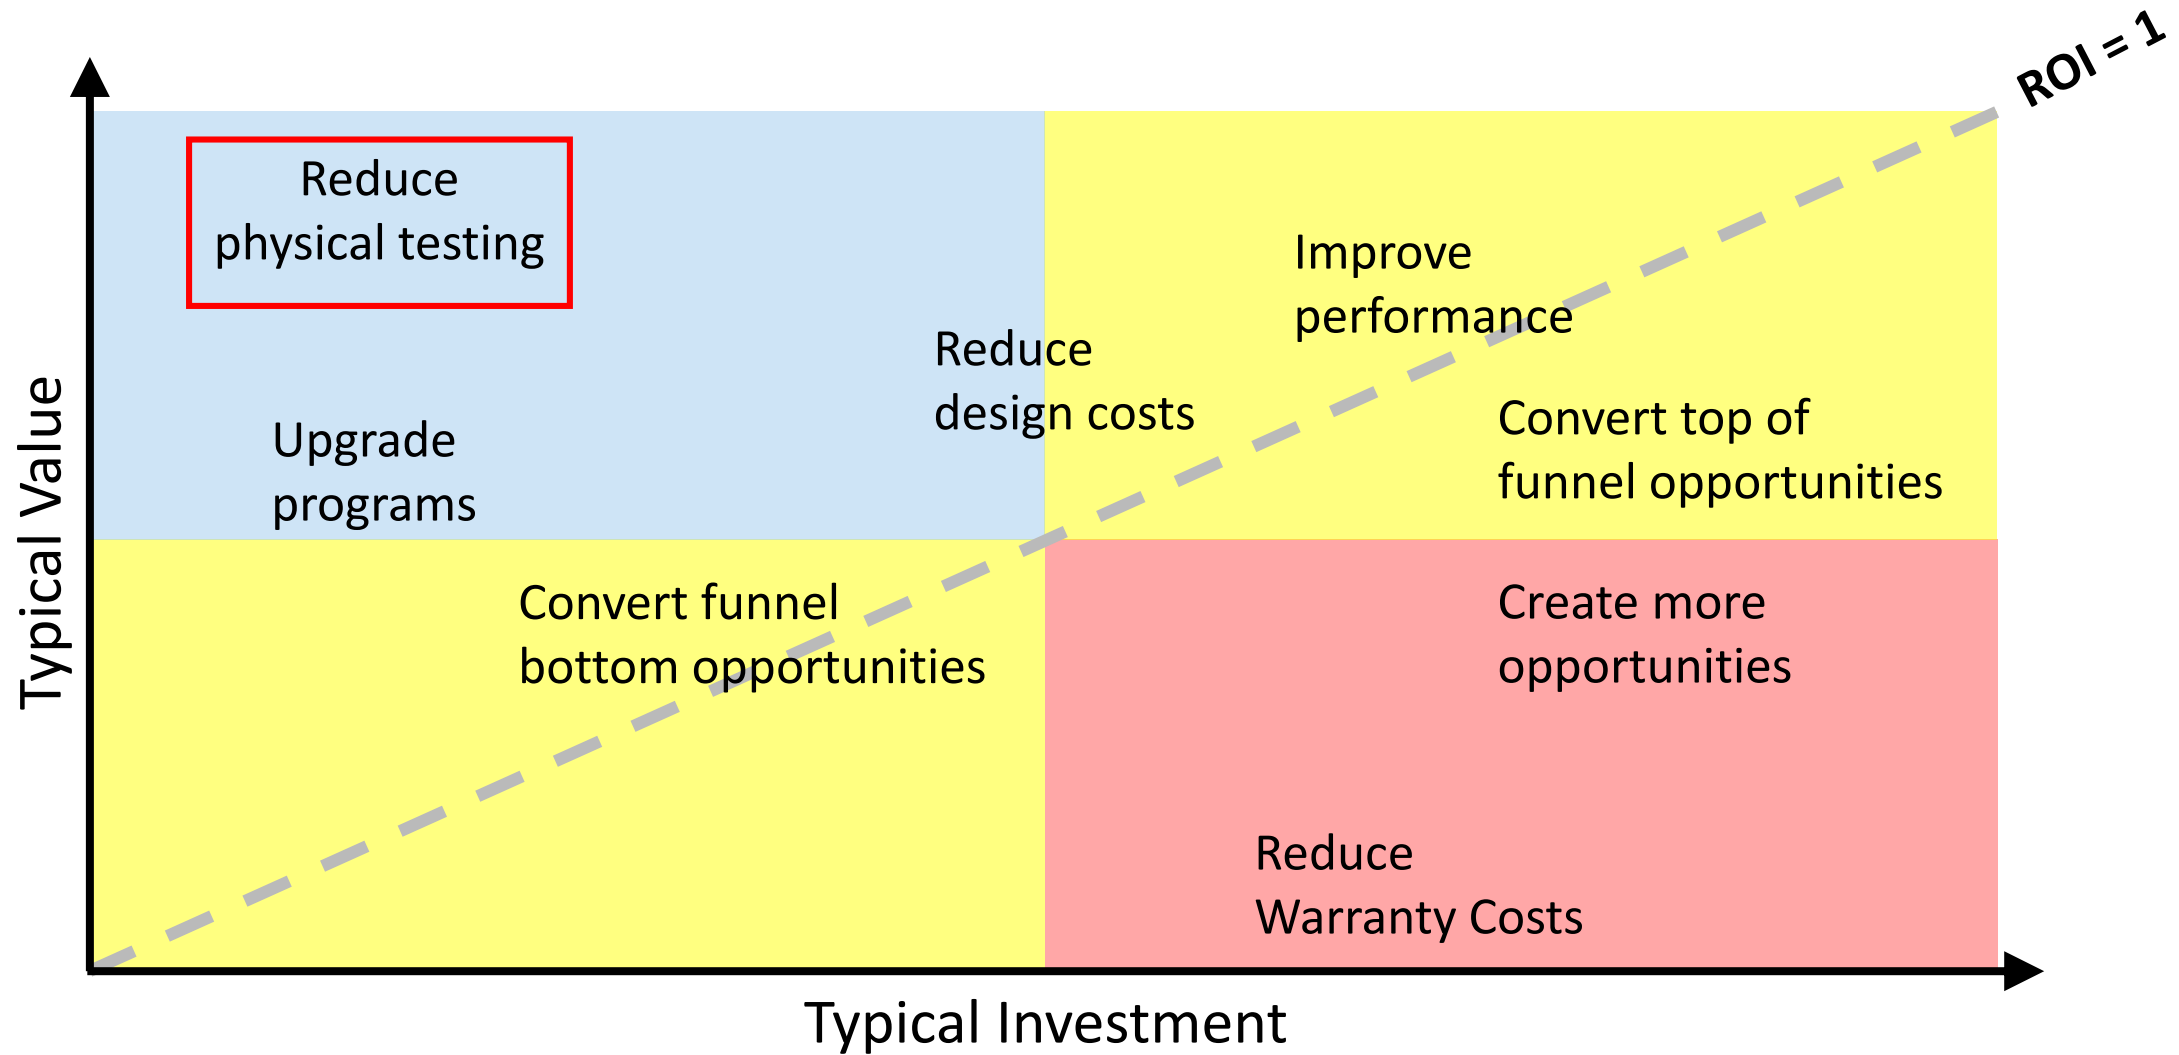 ROI = 1
Reduce
physical testing
Improve
performance
Reduce
design costs
Convert top of
funnel opportunities
Upgrade
programs
Typical Value
Convert funnel
bottom opportunities
Create more
opportunities
Reduce
Warranty Costs
Typical Investment